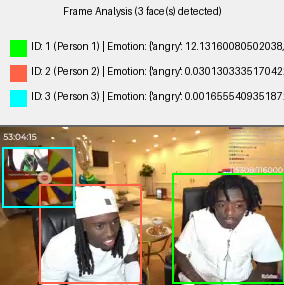 Frame Analysis (3 face(s) detected)
ID: 1 (Person 1) | Emotion: {'angry': 12.13160080502038,
ID: 2 (Person 2) | Emotion: {'angry': 0.030130333517042
ID: 3 (Person 3) | Emotion: {'angry': 0.001655540935187
53:04:15